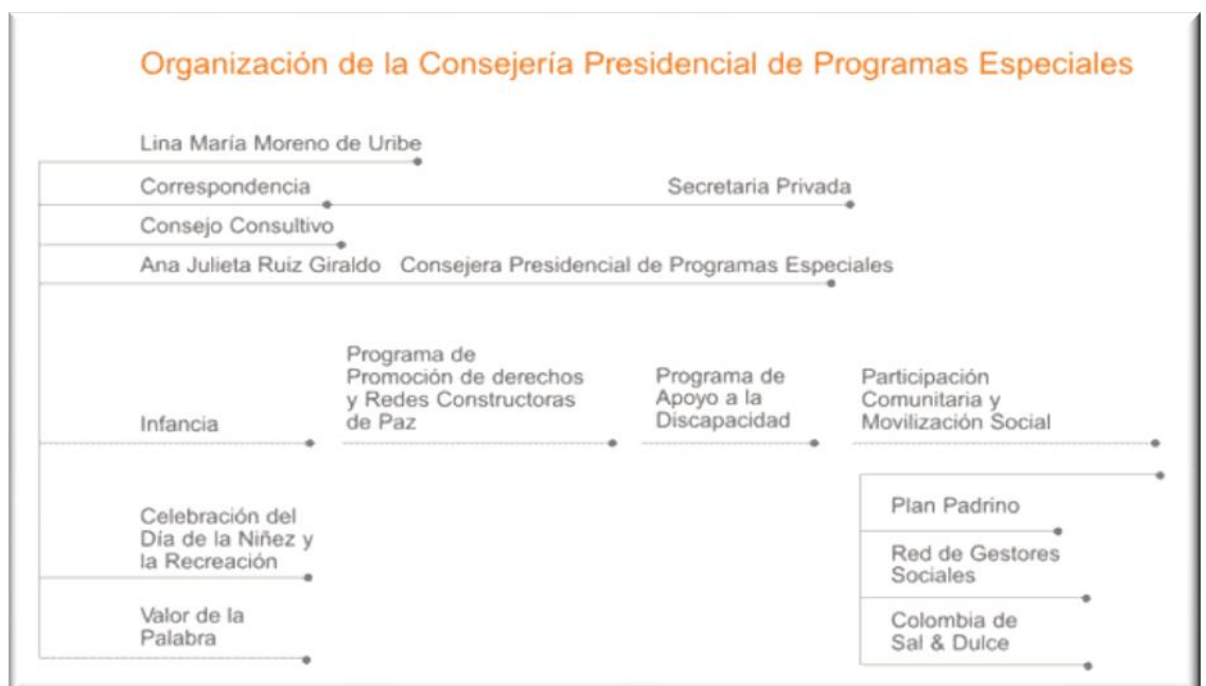 Organización de la Consejería Presidencial de Programas Especiales
Lina María Moreno de Uribe
Correspondencia
Secretaria Privada
Consejo Consultivo
Ana Julieta Ruiz Giraldo Consejera Presidencial de Programas Especiales
Infancia
Programa de
Promoción de derechos
y Redes Constructoras
de Paz
Programa de
Apoyo a la
Discapacidad
Participación
Comunitaria y
Movilización Social
Celebración del
Día de la Niñez y
la Recreación
Valor de la
Palabra
Plan Padrino
Red de Gestores
Sociales
Colombia de
Sal & Dulce